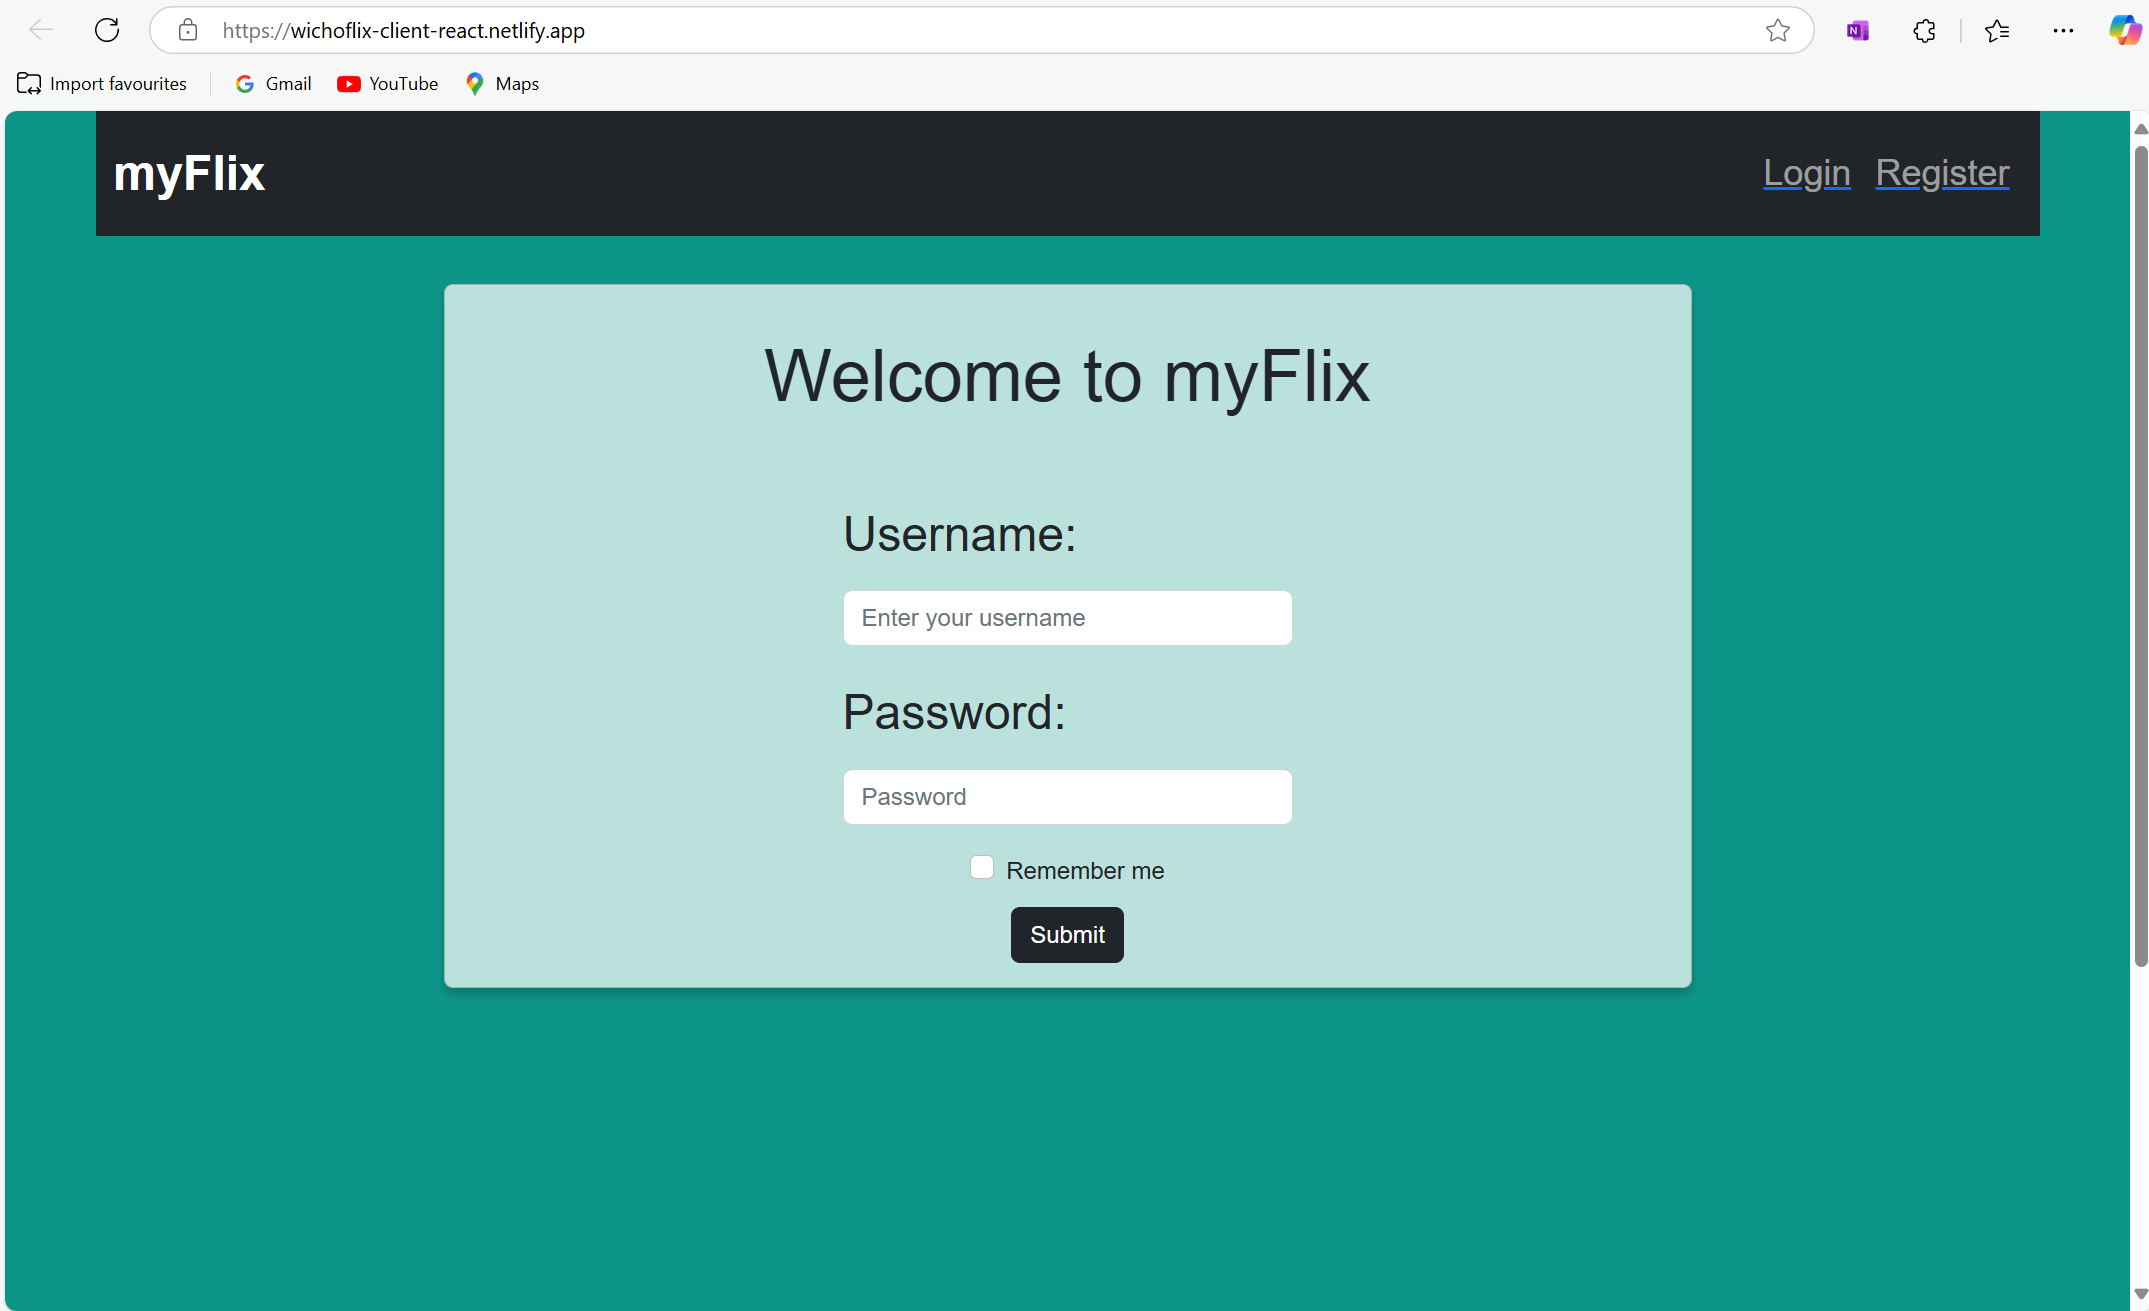 https://wichoflix-client-react.netlify.app
Import favourites Gmail YouTube Maps
myFlix Login Register
Welcome to myFlix
Username:
Enter your username
Password:
Password
Remember me
Submit